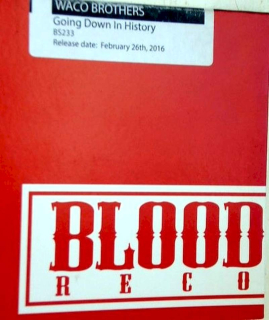 WACO BROTHERS
Going Down In History
BS233
Release date: February 26th, 2016
BLOOD
RECO